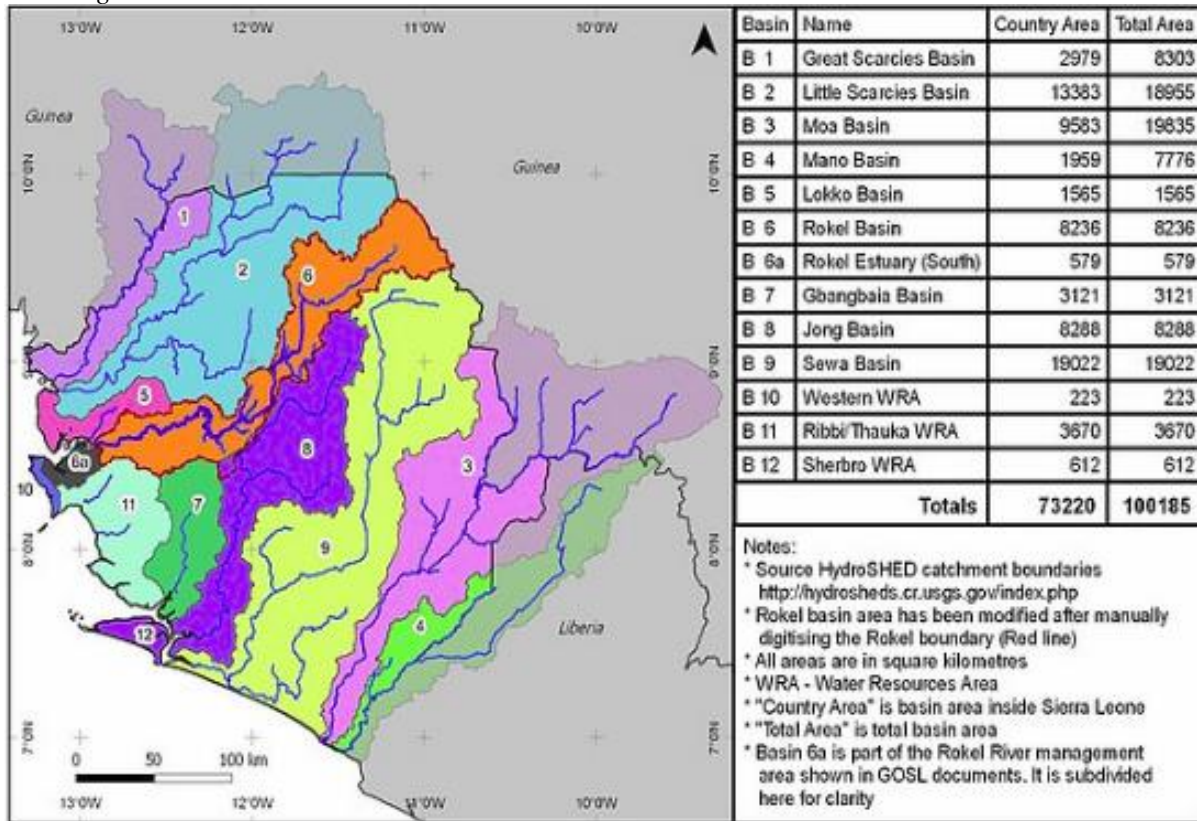 13°0'W 12°0'W 11°0'W 10°0'W
Guinea
Guinea
10°0'N 10°0'N
1
2
6
9°0'N 9°0'N
5
6a
8
3
10
11
7
9
8°0'N 8°0'N
12
4
Liberia
7°0'N 7°0'N
0 50 100 km
13°0'W 12°0'W 11°0'W 10°0'W
Basin Name Country Area Total Area
B 1 Great Scarcies Basin 2979 8303
B 2 Little Scarcies Basin 13383 18955
B 3 Moa Basin 9583 19835
B 4 Mano Basin 1959 7776
B 5 Lokko Basin 1565 1565
B 6 Rokel Basin 8236 8236
B 6a Rokel Estuary (South) 579 579
B 7 Gbangbaia Basin 3121 3121
B 8 Jong Basin 8288 8288
B 9 Sewa Basin 19022 19022
B 10 Western WRA 223 223
B 11 Ribbi/Thauka WRA 3670 3670
B 12 Sherbro WRA 612 612
Totals 73220 100185
Notes:
* Source HydroSHED catchment boundaries
http://hydrosheds.cr.usgs.gov/index.php
* Rokel basin area has been modified after manually
digitising the Rokel boundary (Red line)
* All areas are in square kilometres
* WRA - Water Resources Area
* "Country Area" is basin area inside Sierra Leone
* "Total Area" is total basin area
* Basin 6a is part of the Rokel River management
area shown in GOSL documents. It is subdivided
here for clarity